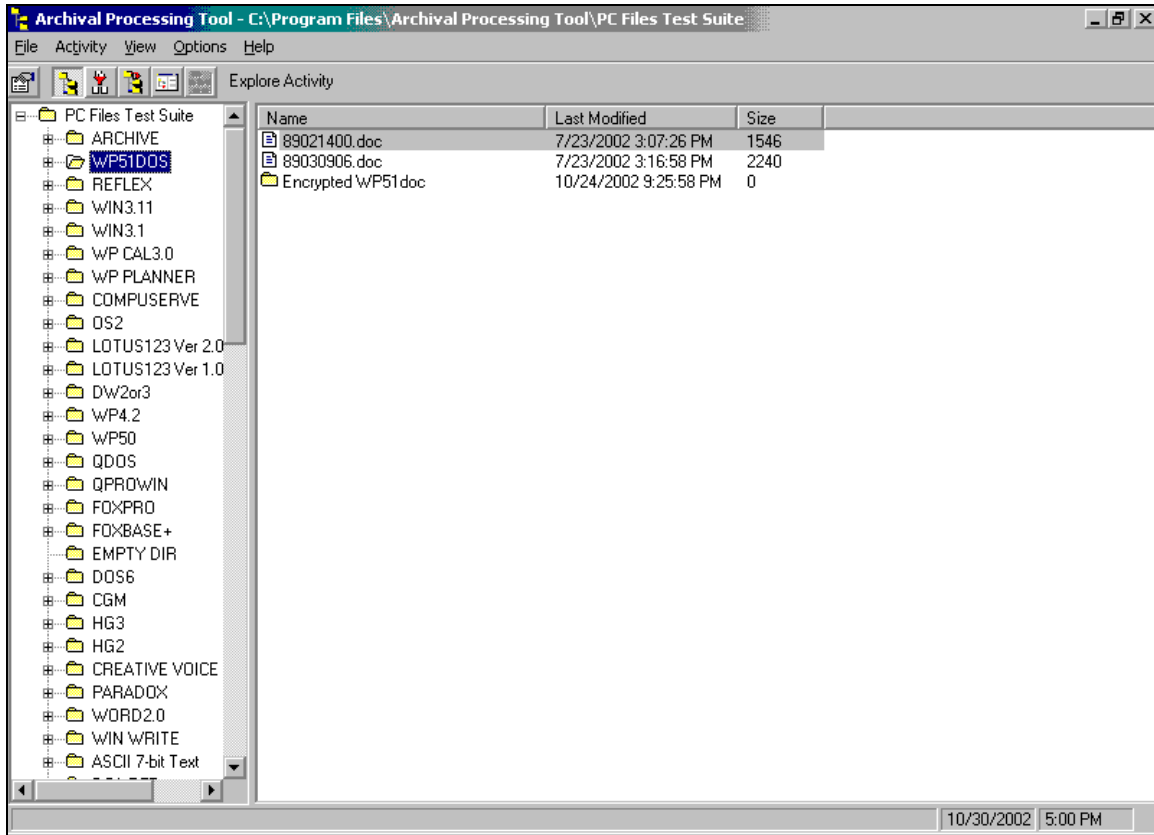 Archival Processing Tool - C:\Program Files\Archival Processing Tool\PC Files Test Suite
File Activity View Options Help
Explore Activity
PC Files Test Suite
ARCHIVE
WP51DOS
REFLEX
WIN3.11
WIN3.1
WP CAL3.0
WP PLANNER
COMPUSERVE
OS2
LOTUS123 Ver 2.0
LOTUS123 Ver 1.0
DW2or3
WP4.2
WP50
QDOS
QPROWIN
FOXPRO
FOXBASE+
EMPTY DIR
DOS6
CGM
HG3
HG2
CREATIVE VOICE
PARADOX
WORD2.0
WIN WRITE
ASCII 7-bit Text
Name Last Modified Size
89021400.doc 7/23/2002 3:07:26 PM 1546
89030906.doc 7/23/2002 3:16:58 PM 2240
Encrypted WP51doc 10/24/2002 9:25:58 PM 0
10/30/2002 5:00 PM